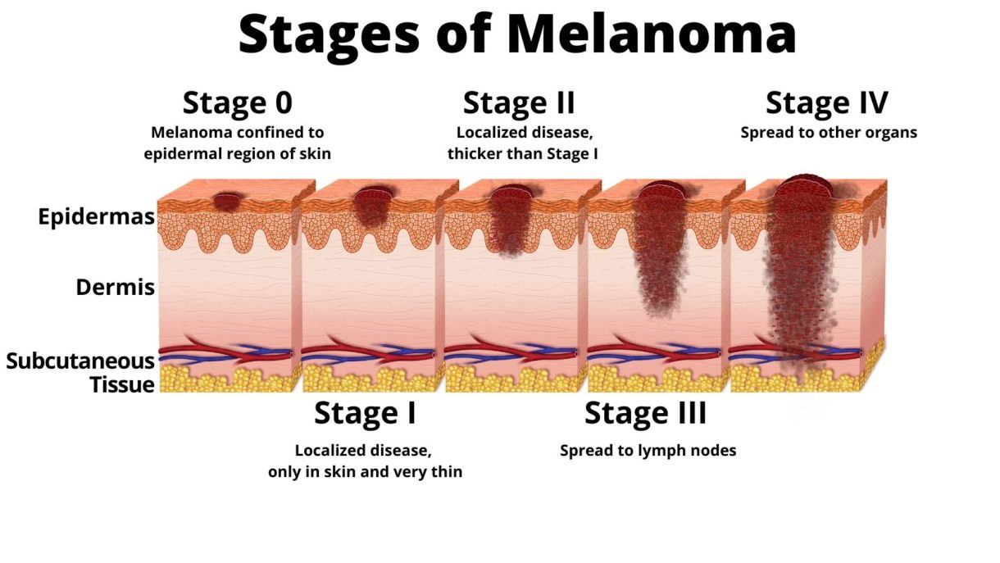 Stages of Melanoma
Stage 0
Melanoma confined to
epidermal region of skin
Stage II
Localized disease,
thicker than Stage I
Stage IV
Spread to other organs
Epidermas
Dermis
Subcutaneous
Tissue
Stage I
Localized disease,
only in skin and very thin
Stage III
Spread to lymph nodes